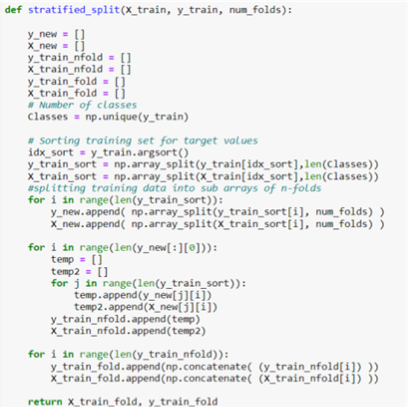 def stratified_split(X_train, y_train, num_folds):
y_new = []
X_new = []
y_train_nfold = []
X_train_nfold = []
y_train_fold = []
X_train_fold = []
# Number of classes
Classes = np.unique(y_train)
# Sorting training set for target values
idx_sort = y_train.argsort()
y_train_sort = np.array_split(y_train[idx_sort],len(Classes))
X_train_sort = np.array_split(X_train[idx_sort],len(Classes))
#splitting training data into sub arrays of n-folds
for i in range(len(y_train_sort)):
y_new.append( np.array_split(y_train_sort[i], num_folds) )
X_new.append( np.array_split(X_train_sort[i], num_folds) )
for i in range(len(y_new[:][0])):
temp = []
temp2 = []
for j in range(len(y_train_sort)):
temp.append(y_new[j][i])
temp2.append(X_new[j][i])
y_train_nfold.append(temp)
X_train_nfold.append(temp2)
for i in range(len(y_train_nfold)):
y_train_fold.append(np.concatenate( (y_train_nfold[i]) ))
X_train_fold.append(np.concatenate( (X_train_nfold[i]) ))
return X_train_fold, y_train_fold